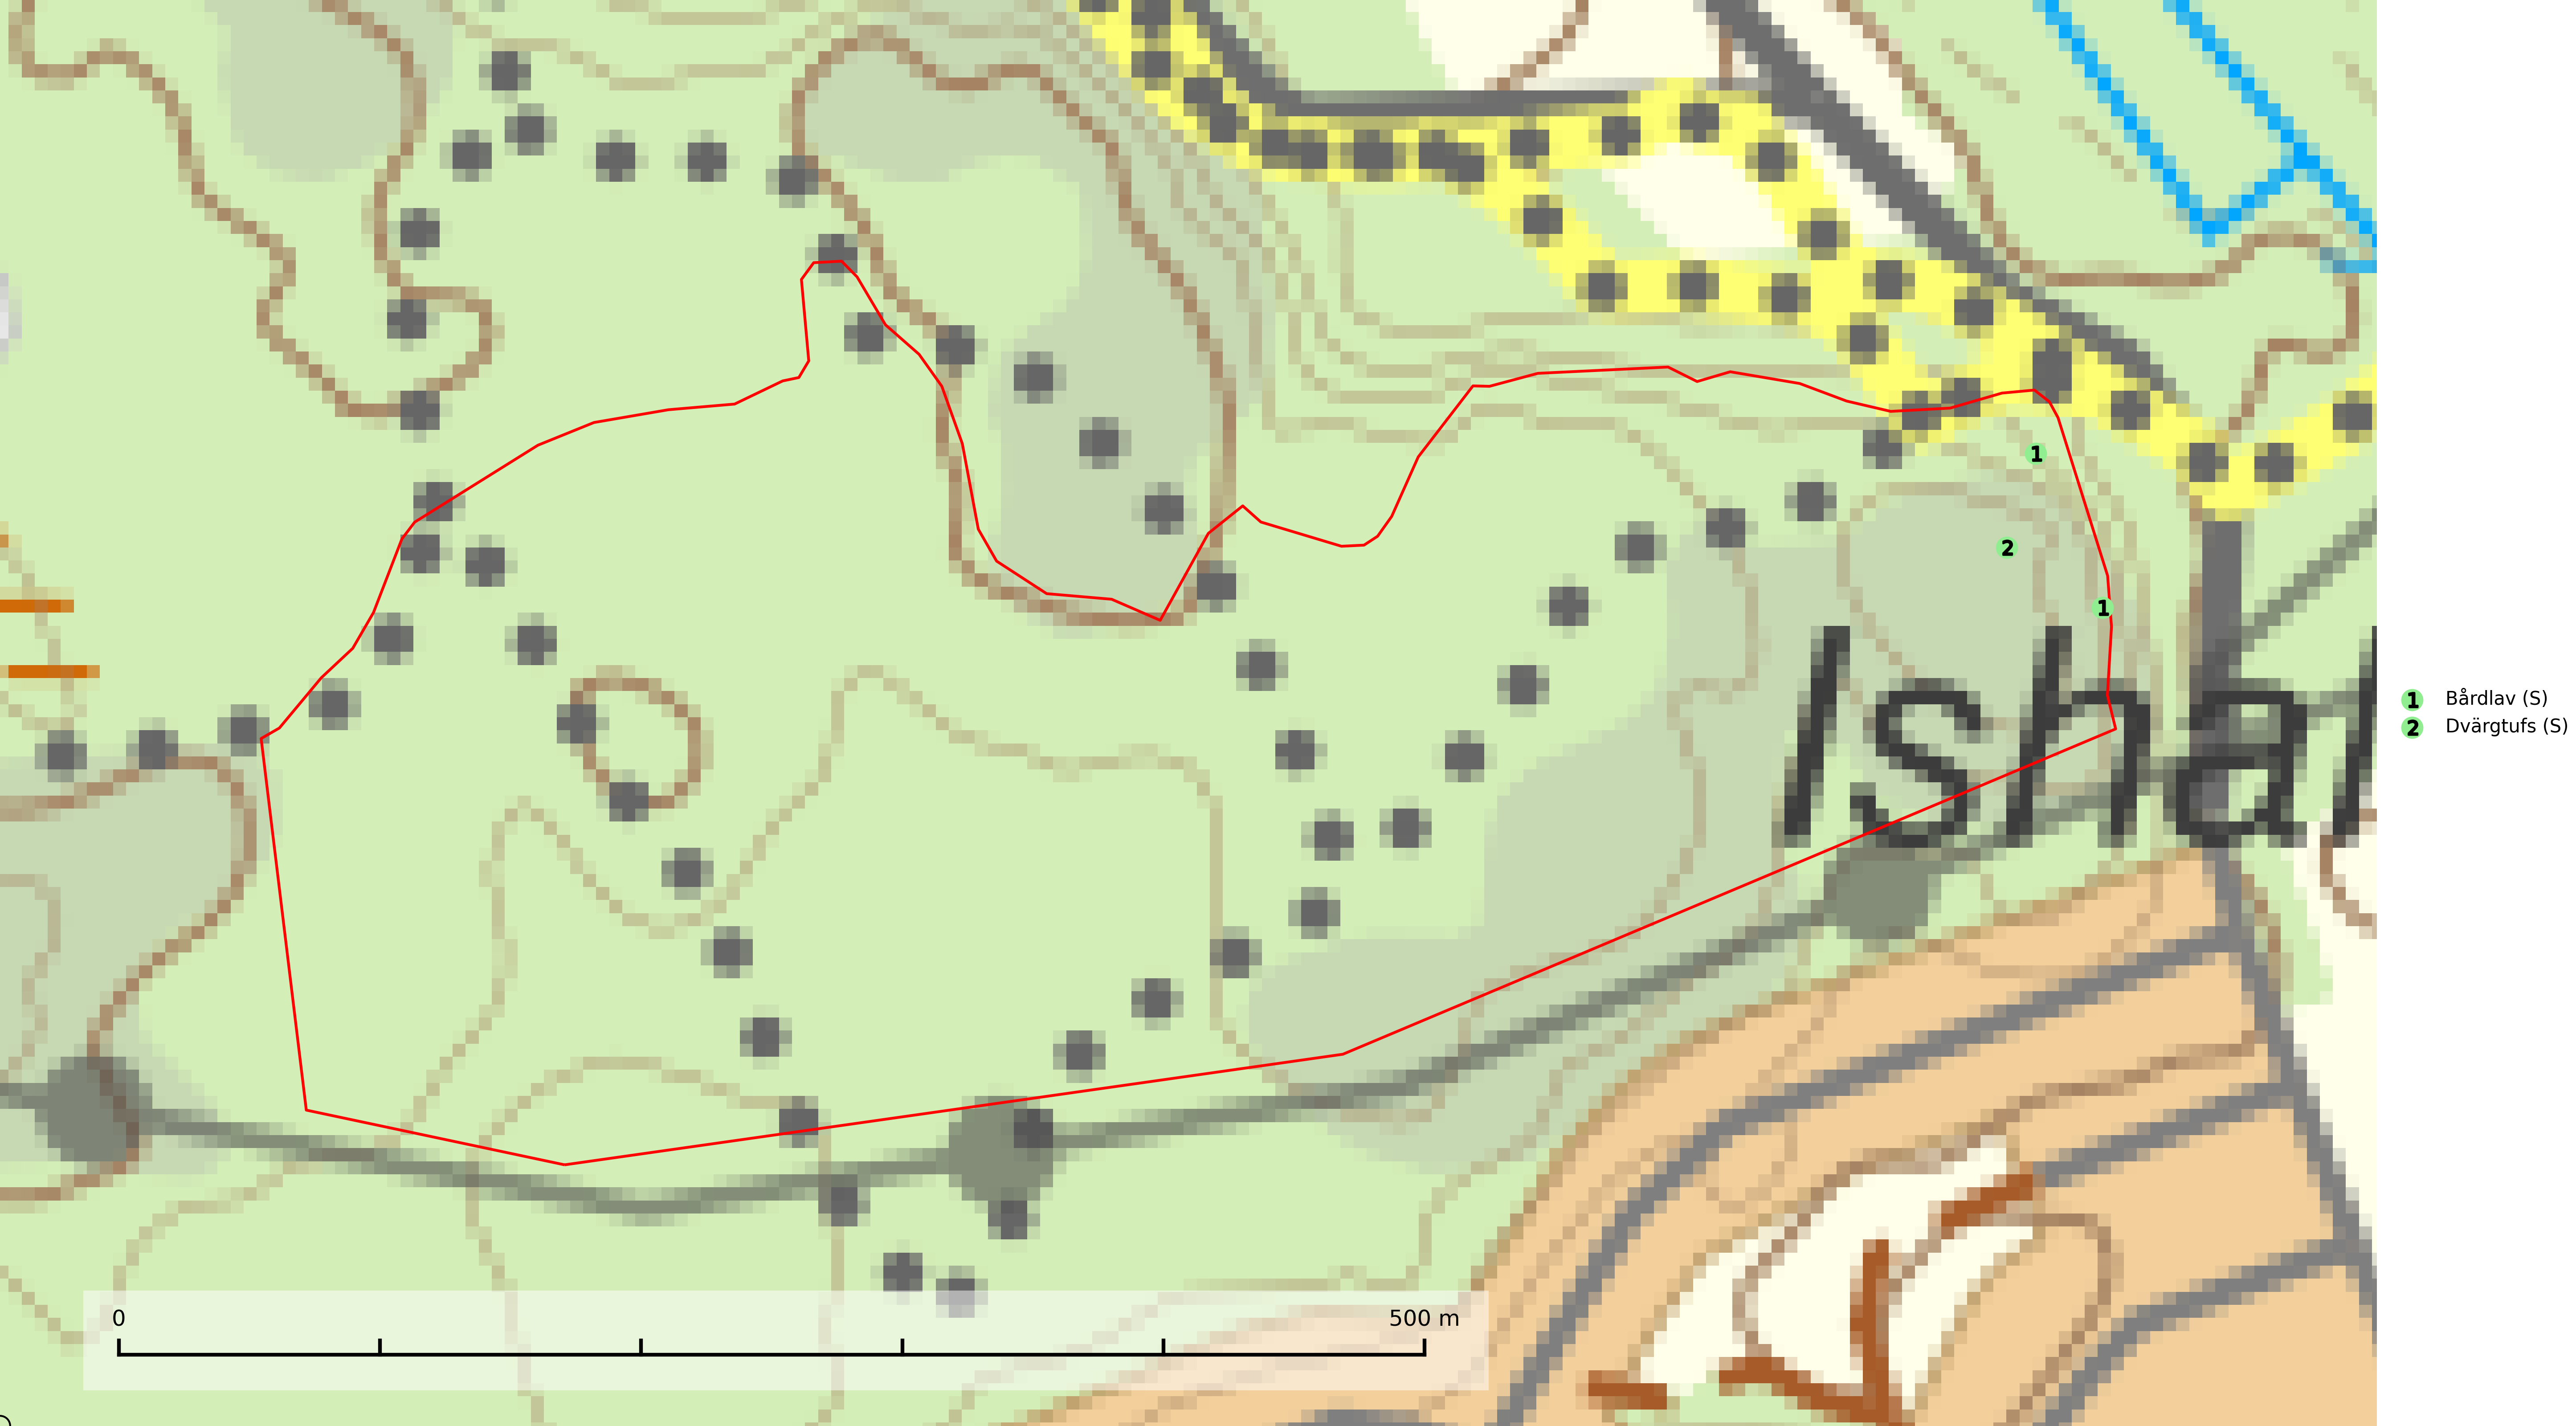 1
2
1
Ishal
1 Bårdlav (S)
2 Dvärgtufs (S)
0 500 m